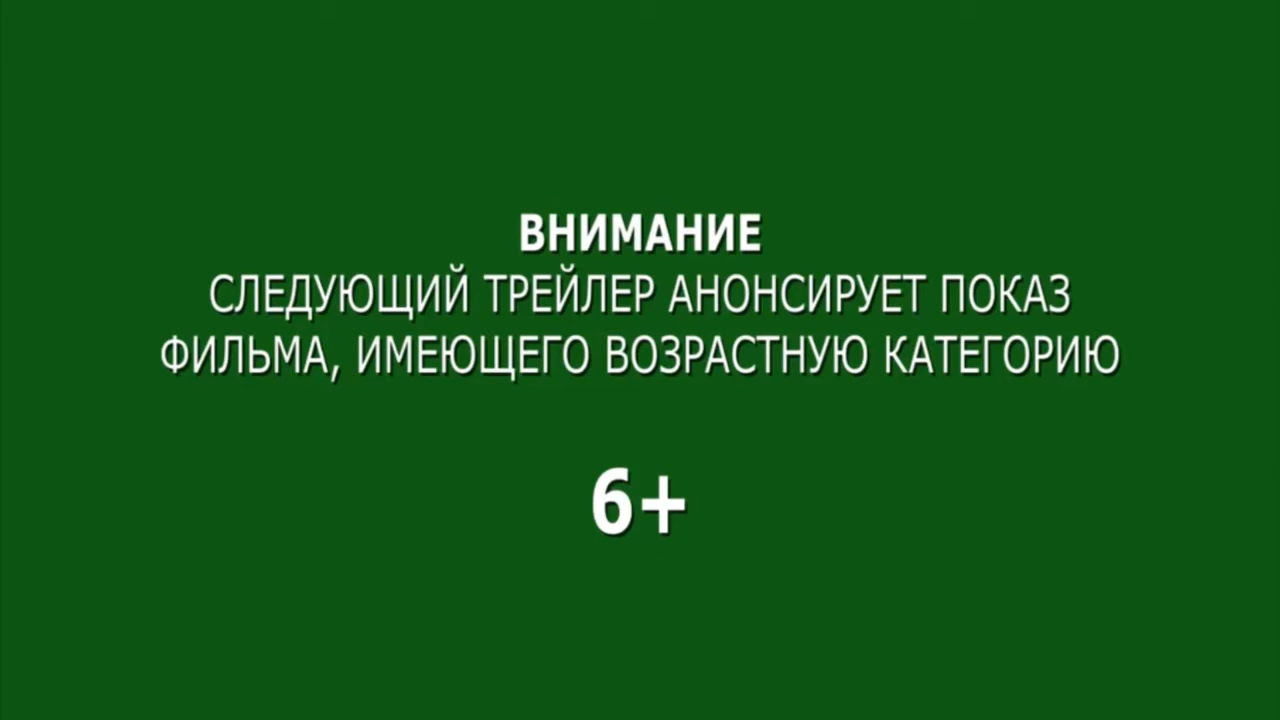 ВНИМАНИЕ
СЛЕДУЮЩИЙ ТРЕЙЛЕР АНОНСИРУЕТ ПОКАЗ
ФИЛЬМА, ИМЕЮЩЕГО ВОЗРАСТНУЮ КАТЕГОРИЮ
6+